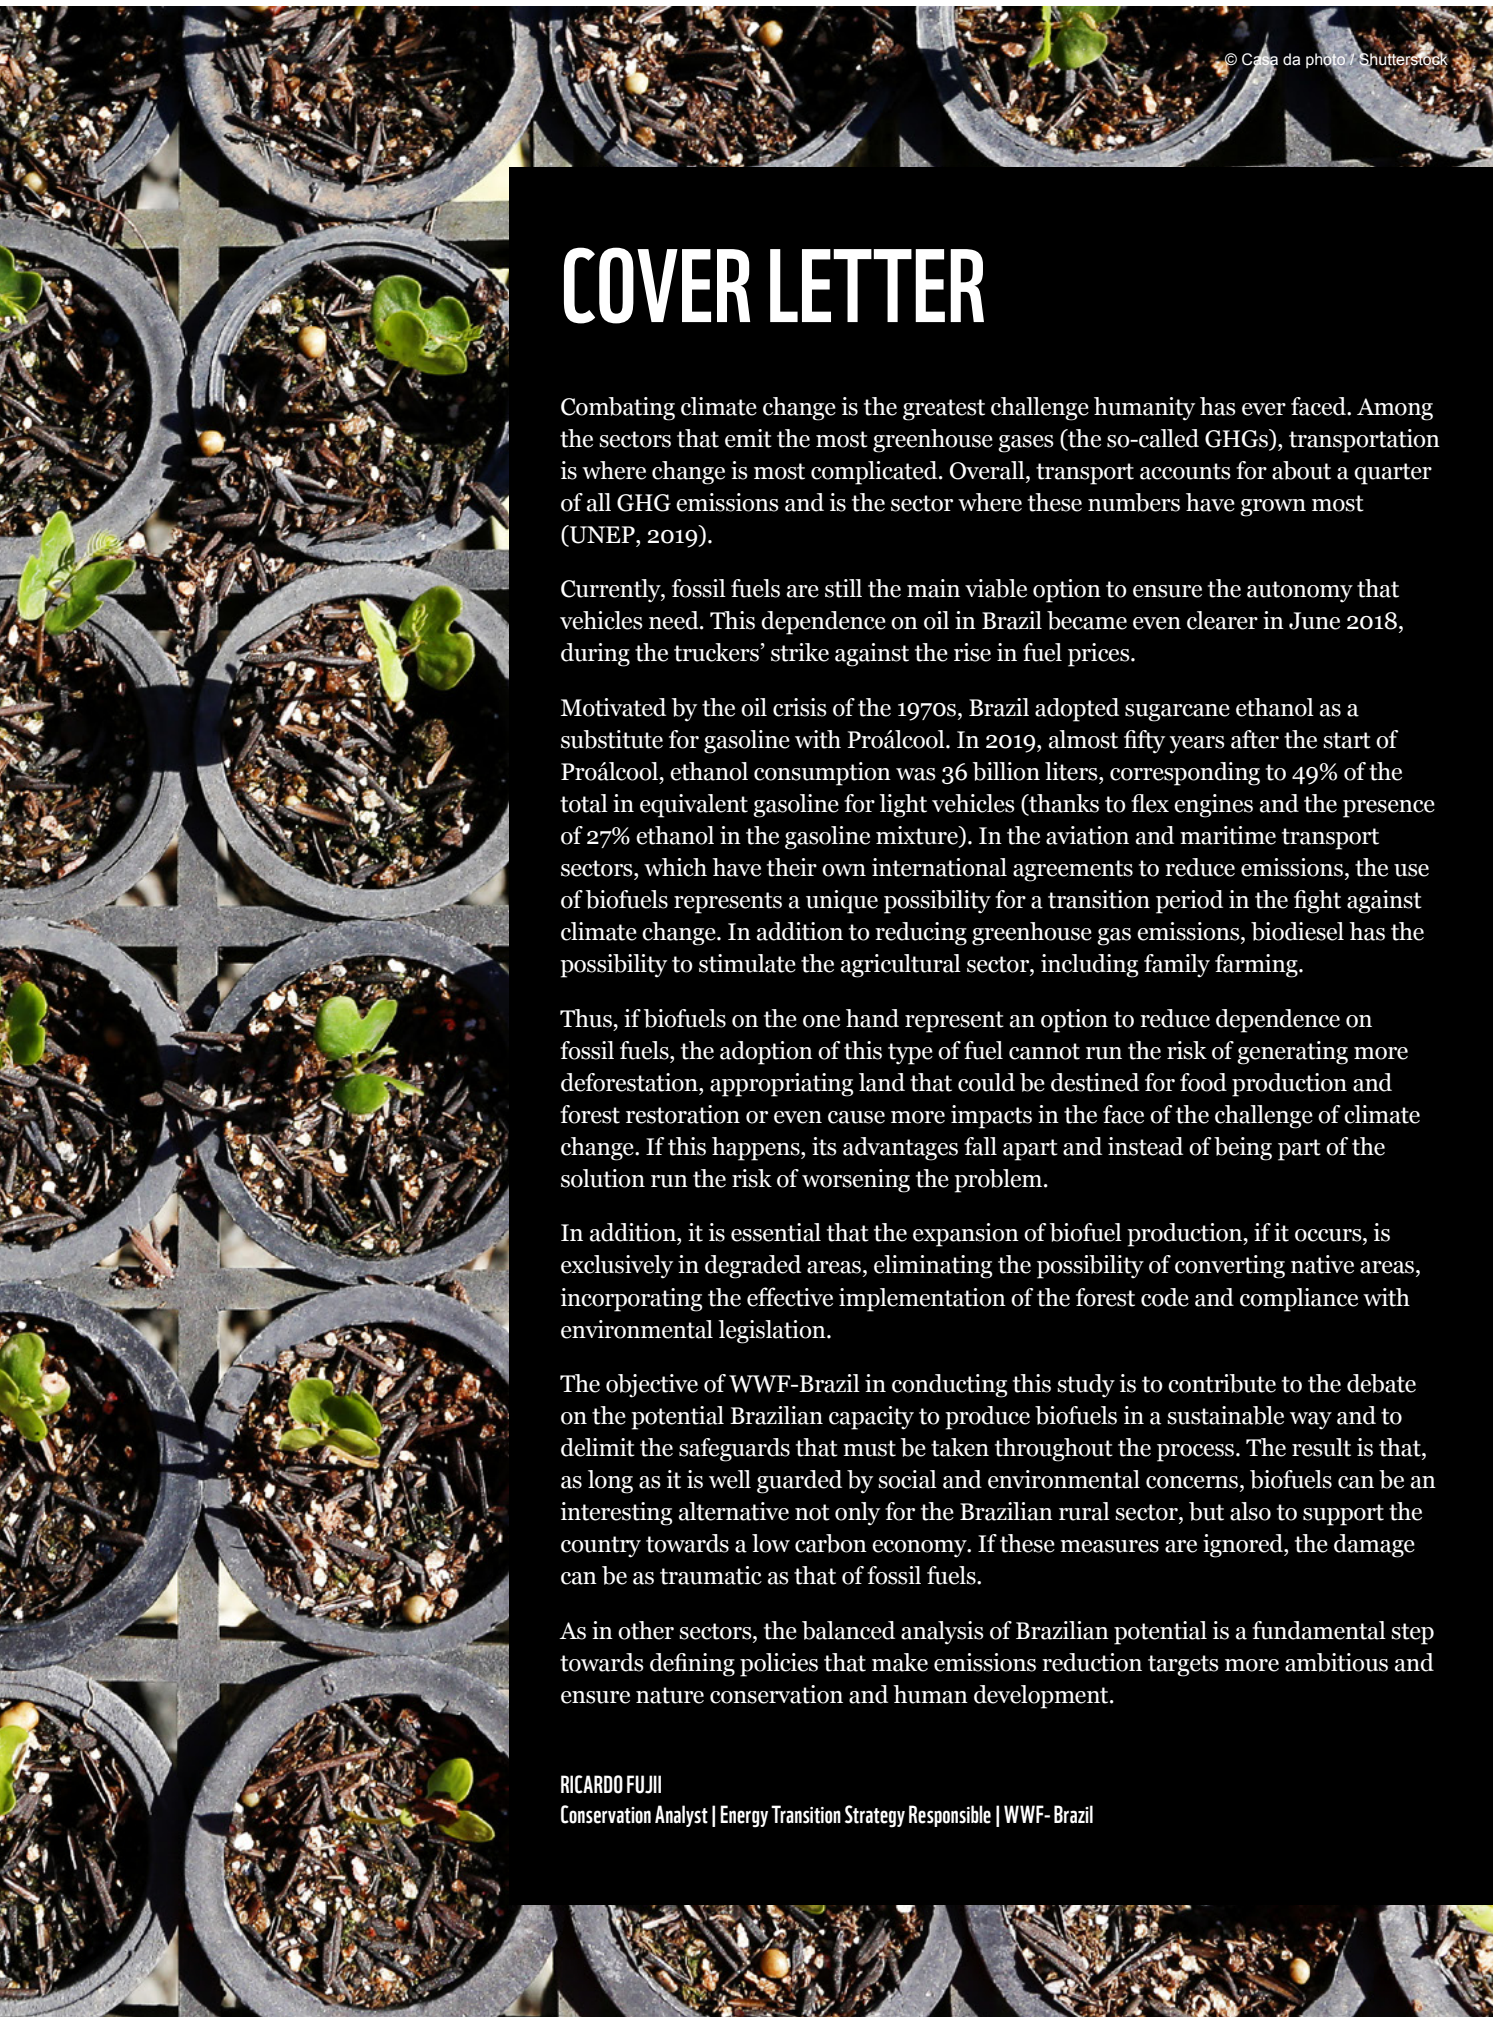 © Casa da photo / Shutterstock
COVER LETTER
Combating climate change is the greatest challenge humanity has ever faced. Among
the sectors that emit the most greenhouse gases (the so-called GHGs), transportation
is where change is most complicated. Overall, transport accounts for about a quarter
of all GHG emissions and is the sector where these numbers have grown most
(UNEP, 2019).
Currently, fossil fuels are still the main viable option to ensure the autonomy that
vehicles need. This dependence on oil in Brazil became even clearer in June 2018,
during the truckers’ strike against the rise in fuel prices.
Motivated by the oil crisis of the 1970s, Brazil adopted sugarcane ethanol as a
substitute for gasoline with Proálcool. In 2019, almost fifty years after the start of
Proálcool, ethanol consumption was 36 billion liters, corresponding to 49% of the
total in equivalent gasoline for light vehicles (thanks to flex engines and the presence
of 27% ethanol in the gasoline mixture). In the aviation and maritime transport
sectors, which have their own international agreements to reduce emissions, the use
of biofuels represents a unique possibility for a transition period in the fight against
climate change. In addition to reducing greenhouse gas emissions, biodiesel has the
possibility to stimulate the agricultural sector, including family farming.
Thus, if biofuels on the one hand represent an option to reduce dependence on
fossil fuels, the adoption of this type of fuel cannot run the risk of generating more
deforestation, appropriating land that could be destined for food production and
forest restoration or even cause more impacts in the face of the challenge of climate
change. If this happens, its advantages fall apart and instead of being part of the
solution run the risk of worsening the problem.
In addition, it is essential that the expansion of biofuel production, if it occurs, is
exclusively in degraded areas, eliminating the possibility of converting native areas,
incorporating the effective implementation of the forest code and compliance with
environmental legislation.
The objective of WWF-Brazil in conducting this study is to contribute to the debate
on the potential Brazilian capacity to produce biofuels in a sustainable way and to
delimit the safeguards that must be taken throughout the process. The result is that,
as long as it is well guarded by social and environmental concerns, biofuels can be an
interesting alternative not only for the Brazilian rural sector, but also to support the
country towards a low carbon economy. If these measures are ignored, the damage
can be as traumatic as that of fossil fuels.
As in other sectors, the balanced analysis of Brazilian potential is a fundamental step
towards defining policies that make emissions reduction targets more ambitious and
ensure nature conservation and human development.
RICARDO FUJII
Conservation Analyst | Energy Transition Strategy Responsible | WWF- Brazil